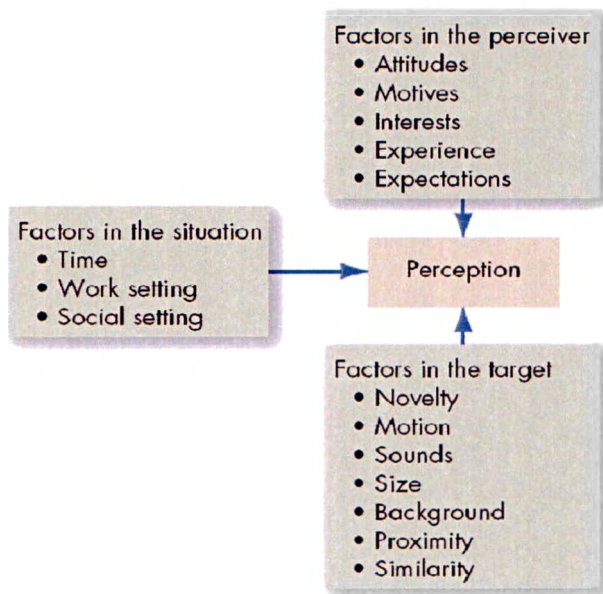 Factors in the perceiver
• Attitudes
• Motives
• Interests
• Experience
• Expectations
Factors in the situation
• Time
• Work setting
• Social setting
Perception
Factors in the target
• Novelty
• Motion
• Sounds
• Size
• Background
• Proximity
• Similarity